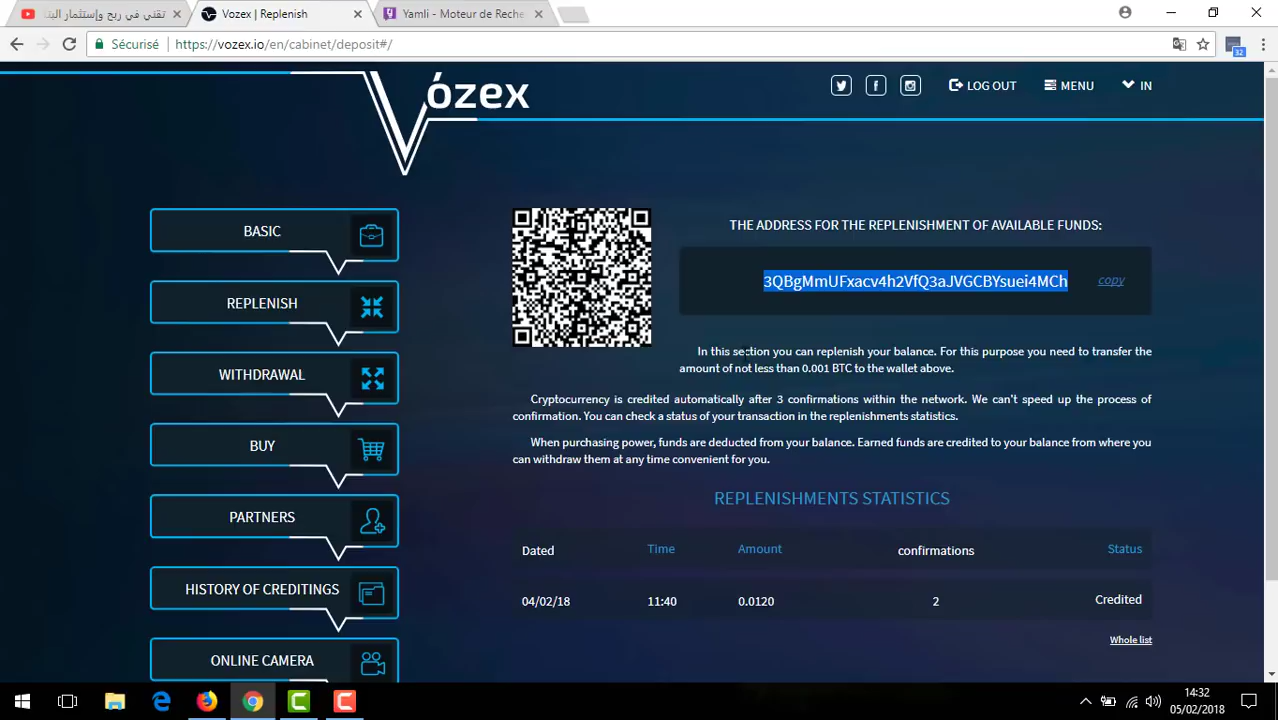 تقني في ربح وإستثمار البتا
Vozex | Replenish
Yamli - Moteur de Reche
Sécurisé
https://vozex.io/en/cabinet/deposit#/
32
Vózex
LOG OUT
MENU
IN
BASIC
REPLENISH
WITHDRAWAL
BUY
PARTNERS
HISTORY OF CREDITINGS
ONLINE CAMERA
THE ADDRESS FOR THE REPLENISHMENT OF AVAILABLE FUNDS:
3QBgMmUFxacv4h2VfQ3aJVGCBYsuei4MCh copy
In this section you can replenish your balance. For this purpose you need to transfer the
amount of not less than 0.001 BTC to the wallet above.
Cryptocurrency is credited automatically after 3 confirmations within the network. We can't speed up the process of
confirmation. You can check a status of your transaction in the replenishments statistics.
When purchasing power, funds are deducted from your balance. Earned funds are credited to your balance from where you
can withdraw them at any time convenient for you.
REPLENISHMENTS STATISTICS
Dated Time Amount confirmations Status
04/02/18 11:40 0.0120 2 Credited
Whole list
14:32
05/02/2018